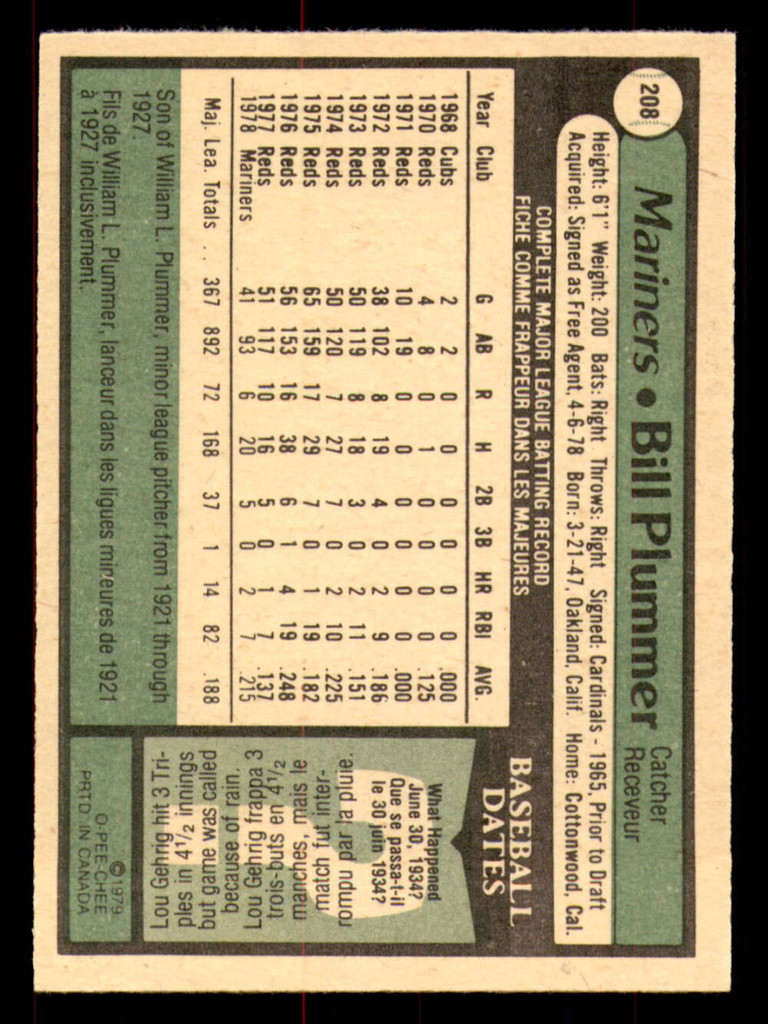 208
Mariners • Bill Plummer
Catcher
Receveur
Height: 6'1" Weight: 200 Bats: Right Throws: Right Signed: Cardinals - 1965, Prior to Draft
Acquired: Signed as Free Agent, 4-6-78 Born: 3-21-47, Oakland, Calif. Home: Cottonwood, Cal.
COMPLETE MAJOR LEAGUE BATTING RECORD
FICHE COMME FRAPPEUR DANS LES MAJEURES
Year Club G AB R H 2B 3B HR RBI AVG.
1968 Cubs 2 2 0 0 0 0 0 0 .000
1970 Reds 4 8 0 1 0 0 0 0 .125
1971 Reds 10 19 0 0 0 0 0 0 .000
1972 Reds 38 102 8 19 4 0 2 9 .186
1973 Reds 50 119 8 18 3 0 2 11 .151
1974 Reds 50 120 7 27 7 0 2 10 .225
1975 Reds 65 159 17 29 7 0 1 19 .182
1976 Reds 56 153 16 38 6 1 4 19 .248
1977 Reds 51 117 10 16 5 0 1 7 .137
1978 Mariners 41 93 6 20 5 0 2 7 .215
Maj. Lea. Totals . . 367 892 72 168 37 1 14 82 .188
Son of William L. Plummer, minor league pitcher from 1921 through
1927.
Fils de William L. Plummer, lanceur dans les ligues mineures de 1921
à 1927 inclusivement.
BASEBALL
DATES
What Happened
June 30, 1934?
Que se passa-t-il
le 30 juin 1934?
Lou Gehrig hit 3 Tri-
ples in 4½ innings
but game was called
because of rain.
Lou Gehrig frappa 3
trois-buts en 4½
manches, mais le
match fut inter-
rompu par la pluie.
©1979
O-PEE-CHEE
PRTD. IN CANADA